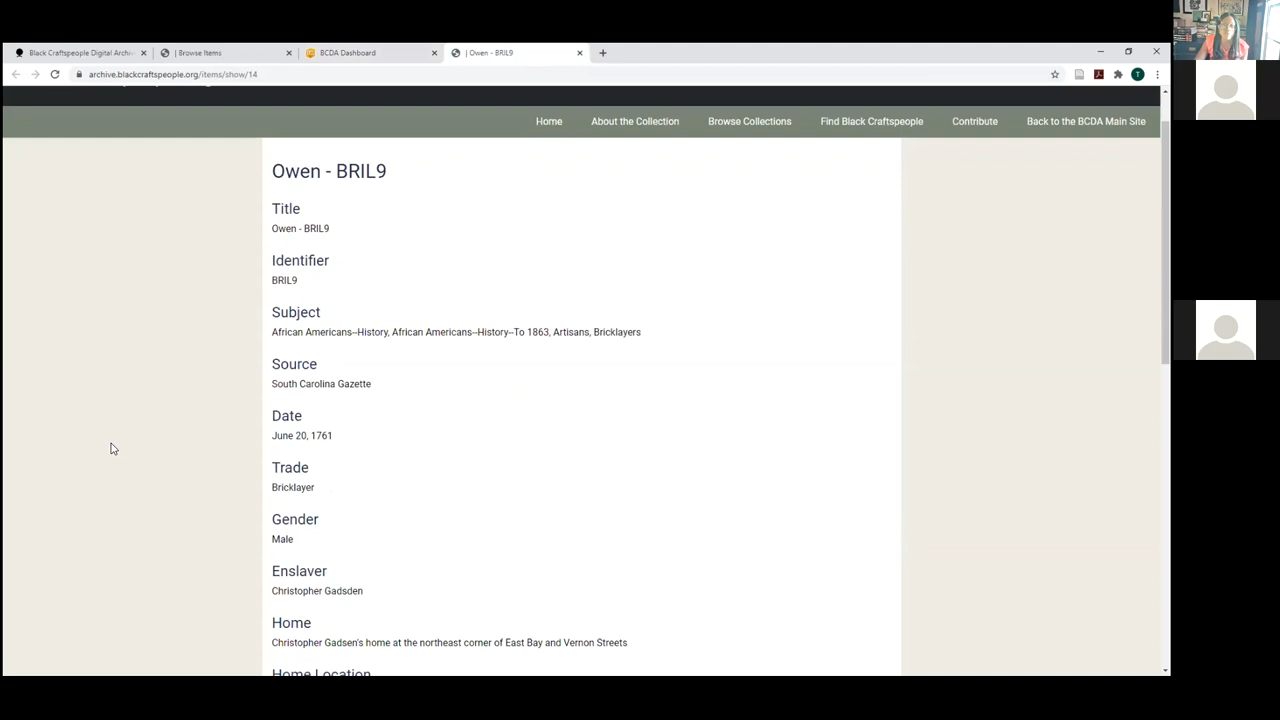 Black Craftspeople Digital Archiv
| Browse Items
BCDA Dashboard
| Owen - BRIL9
archive.blackcraftspeople.org/items/show/14
T
Home
About the Collection
Browse Collections
Find Black Craftspeople
Contribute
Back to the BCDA Main Site
Owen - BRIL9
Title
Owen - BRIL9
Identifier
BRIL9
Subject
African Americans--History, African Americans--History--To 1863, Artisans, Bricklayers
Source
South Carolina Gazette
Date
June 20, 1761
Trade
Bricklayer
Gender
Male
Enslaver
Christopher Gadsden
Home
Christopher Gadsen's home at the northeast corner of East Bay and Vernon Streets
Home Location